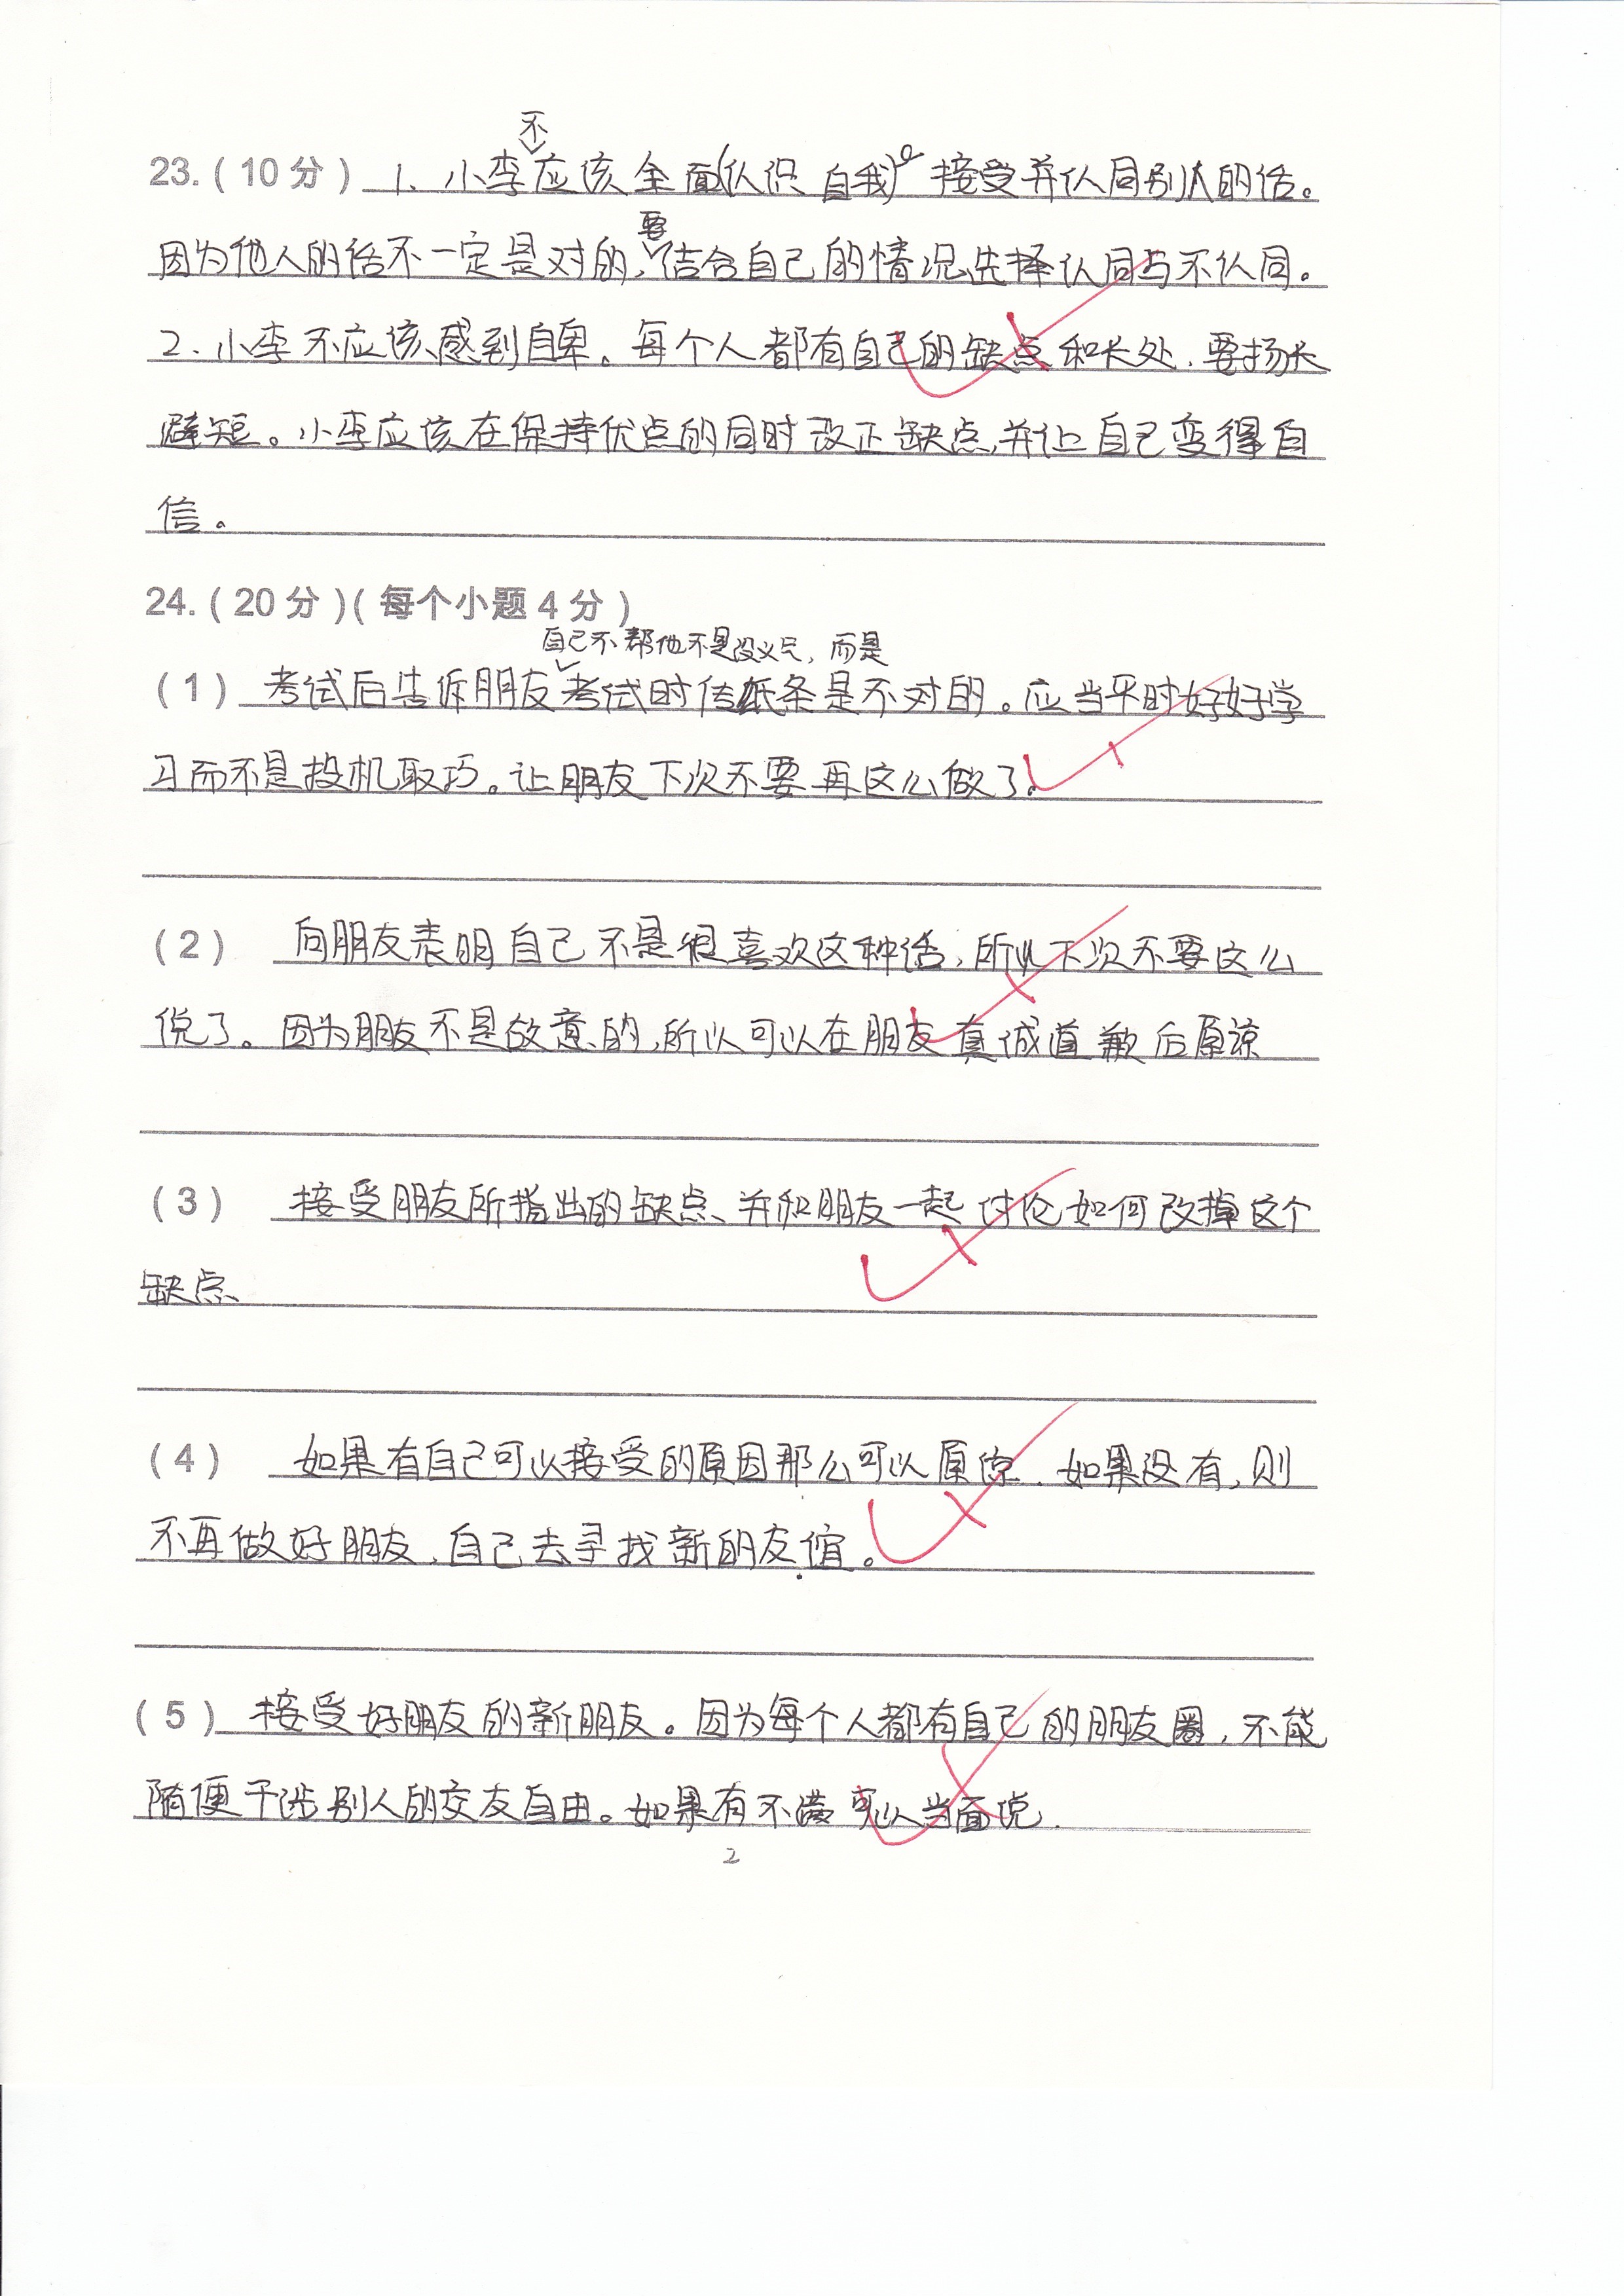 不
23.(10分) 1、小李应该全面(认识自我)接受并认同别人的话。
要
因为他人的话不一定是对的,结合自己的情况选择认同与不认同。
2、小李不应该感到自卑。每个人都有自己的缺点和长处,要扬长
避短。小李应该在保持优点的同时改正缺点,并让自己变得自
信。
24.(20分)(每个小题4分)
自己不帮他不是没义气,而是
(1)考试后告诉朋友考试时传纸条是不对的。应当平时好好学
习而不是投机取巧。让朋友下次不要再这么做了。
(2)向朋友表明自己不是很喜欢这种话,所以下次不要这么
说了。因为朋友不是故意的,所以可以在朋友真诚道歉后原谅
(3)接受朋友所指出的缺点、并和朋友一起讨论如何改掉这个
缺点、
(4)如果有自己可以接受的原因那么可以原谅.如果没有,则
不再做好朋友,自己去寻找新的友谊。
(5)接受好朋友的新朋友。因为每个人都有自己的朋友圈,不能
随便干涉别人的交友自由。如果有不满可以当面说.
2